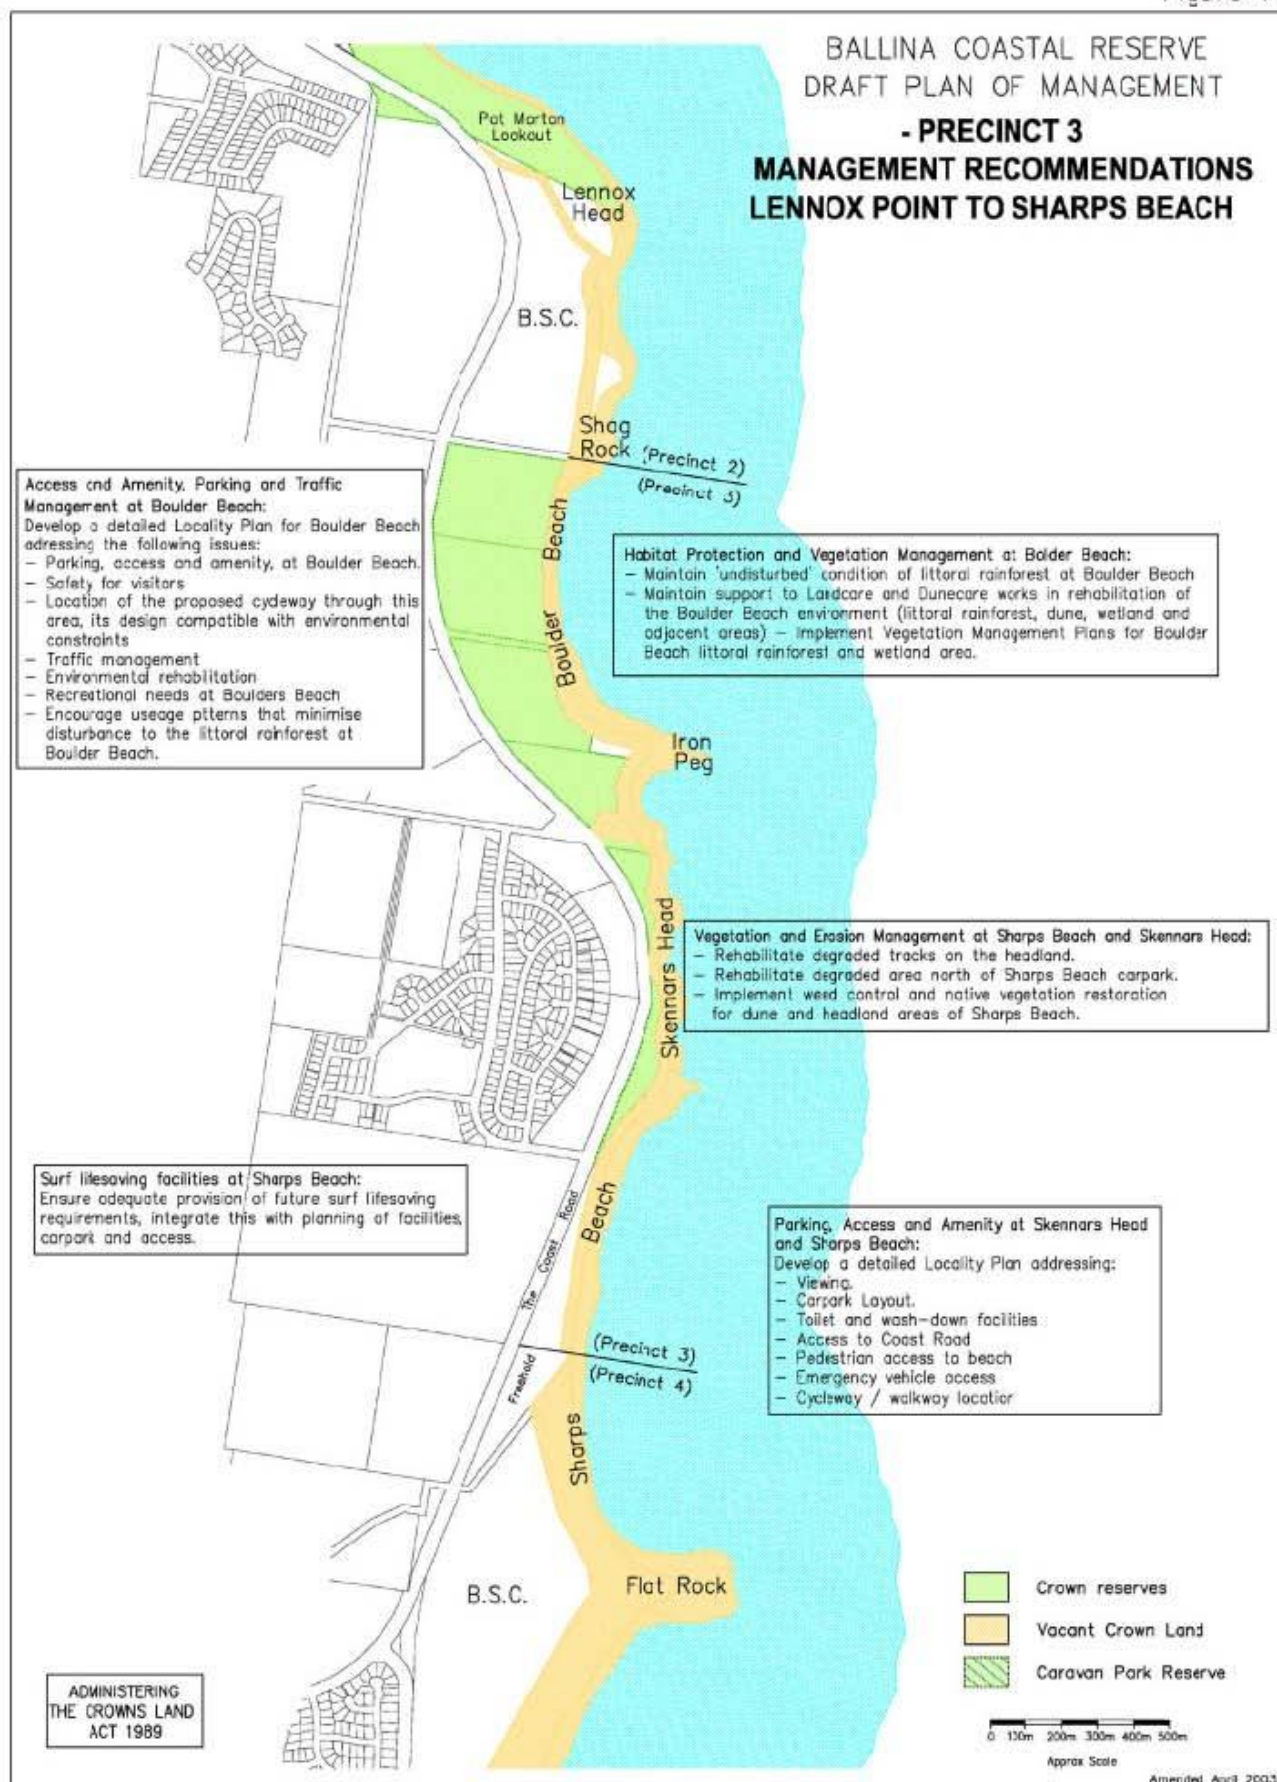 BALLINA COASTAL RESERVE
DRAFT PLAN OF MANAGEMENT
- PRECINCT 3
MANAGEMENT RECOMMENDATIONS
LENNOX POINT TO SHARPS BEACH
Pat Morton
Lookout
Lennox
Head
B.S.C.
Shag
Rock
(Precinct 2)
(Precinct 3)
Access and Amenity, Parking and Traffic
Management at Boulder Beach:
Develop a detailed Locality Plan for Boulder Beach
adressing the following issues:
- Parking, access and amenity, at Boulder Beach.
- Safety for visitors
- Location of the proposed cycleway through this
area, its design compatible with environmental
constraints
- Traffic management
- Environmental rehabilitation
- Recreational needs at Boulders Beach
- Encourage useage ptterns that minimise
disturbance to the littoral rainforest at
Boulder Beach.
Boulder Beach
Habitat Protection and Vegetation Management at Bolder Beach:
- Maintain 'undisturbed' condition of littoral rainforest at Boulder Beach
- Maintain support to Landcare and Dunecare works in rehabilitation of
the Boulder Beach environment (littoral rainforest, dune, wetland and
adjacent areas) - Implement Vegetation Management Plans for Boulder
Beach littoral rainforest and wetland area.
Iron
Peg
Skennars Head
Vegetation and Erosion Management at Sharps Beach and Skennars Head:
- Rehabilitate degraded tracks on the headland.
- Rehabilitate degraded area north of Sharps Beach carpark.
- Implement weed control and native vegetation restoration
for dune and headland areas of Sharps Beach.
Surf lifesaving facilities at Sharps Beach:
Ensure adequate provision of future surf lifesaving
requirements, integrate this with planning of facilities,
carpark and access.
The Coast Road
Freehold
Sharps Beach
Parking, Access and Amenity at Skennars Head
and Sharps Beach:
Develop a detailed Locality Plan addressing:
- Viewing.
- Carpark Layout.
- Toilet and wash-down facilities
- Access to Coast Road
- Pedestrian access to beach
- Emergency vehicle access
- Cycleway / walkway location
(Precinct 3)
(Precinct 4)
Flat Rock
B.S.C.
Crown reserves
Vacant Crown Land
Caravan Park Reserve
0 100m 200m 300m 400m 500m
Approx Scale
ADMINISTERING
THE CROWNS LAND
ACT 1989
Amended April 2003